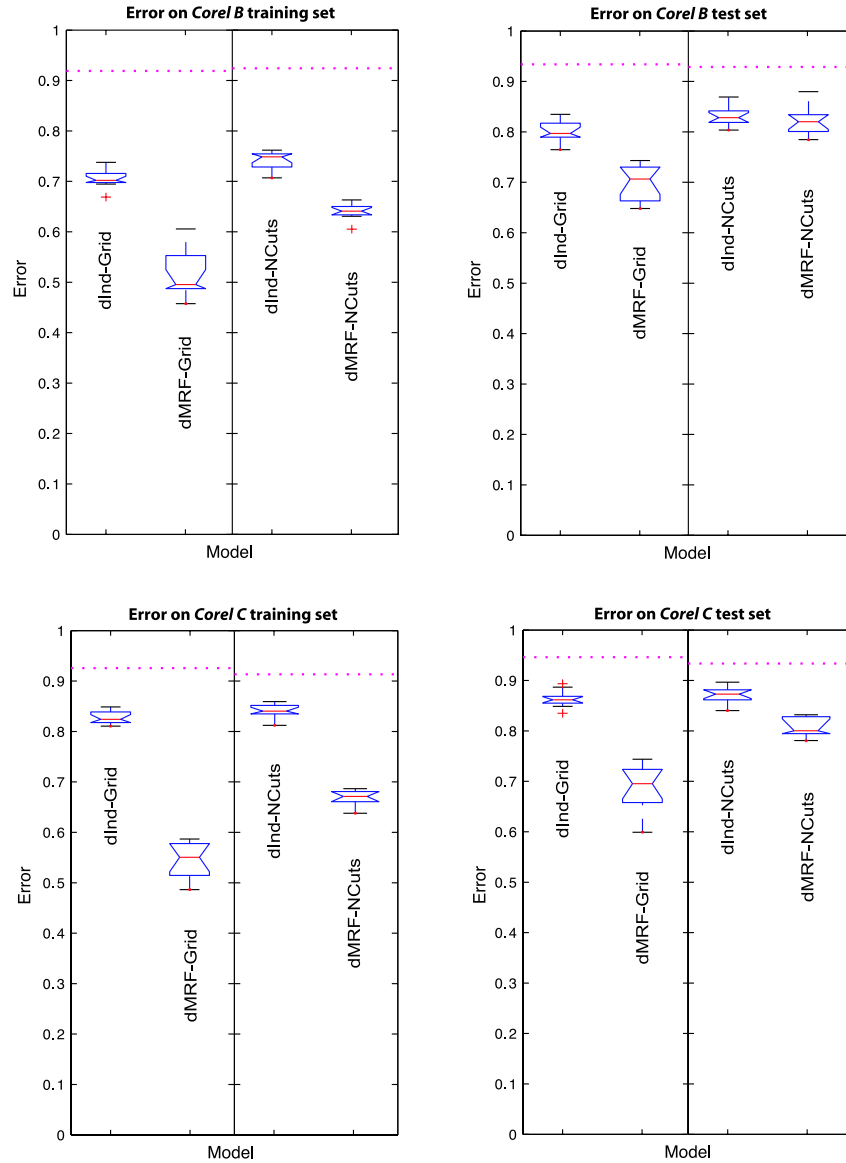 Error on Corel B training set
1
0.9
0.8
0.7
0.6
0.5
0.4
0.3
0.2
0.1
0
Error
dInd-Grid
dMRF-Grid
dInd-NCuts
dMRF-NCuts
Model
Error on Corel B test set
1
0.9
0.8
0.7
0.6
0.5
0.4
0.3
0.2
0.1
0
Error
dInd-Grid
dMRF-Grid
dInd-NCuts
dMRF-NCuts
Model
Error on Corel C training set
1
0.9
0.8
0.7
0.6
0.5
0.4
0.3
0.2
0.1
0
Error
dInd-Grid
dMRF-Grid
dInd-NCuts
dMRF-NCuts
Model
Error on Corel C test set
1
0.9
0.8
0.7
0.6
0.5
0.4
0.3
0.2
0.1
0
Error
dInd-Grid
dMRF-Grid
dInd-NCuts
dMRF-NCuts
Model